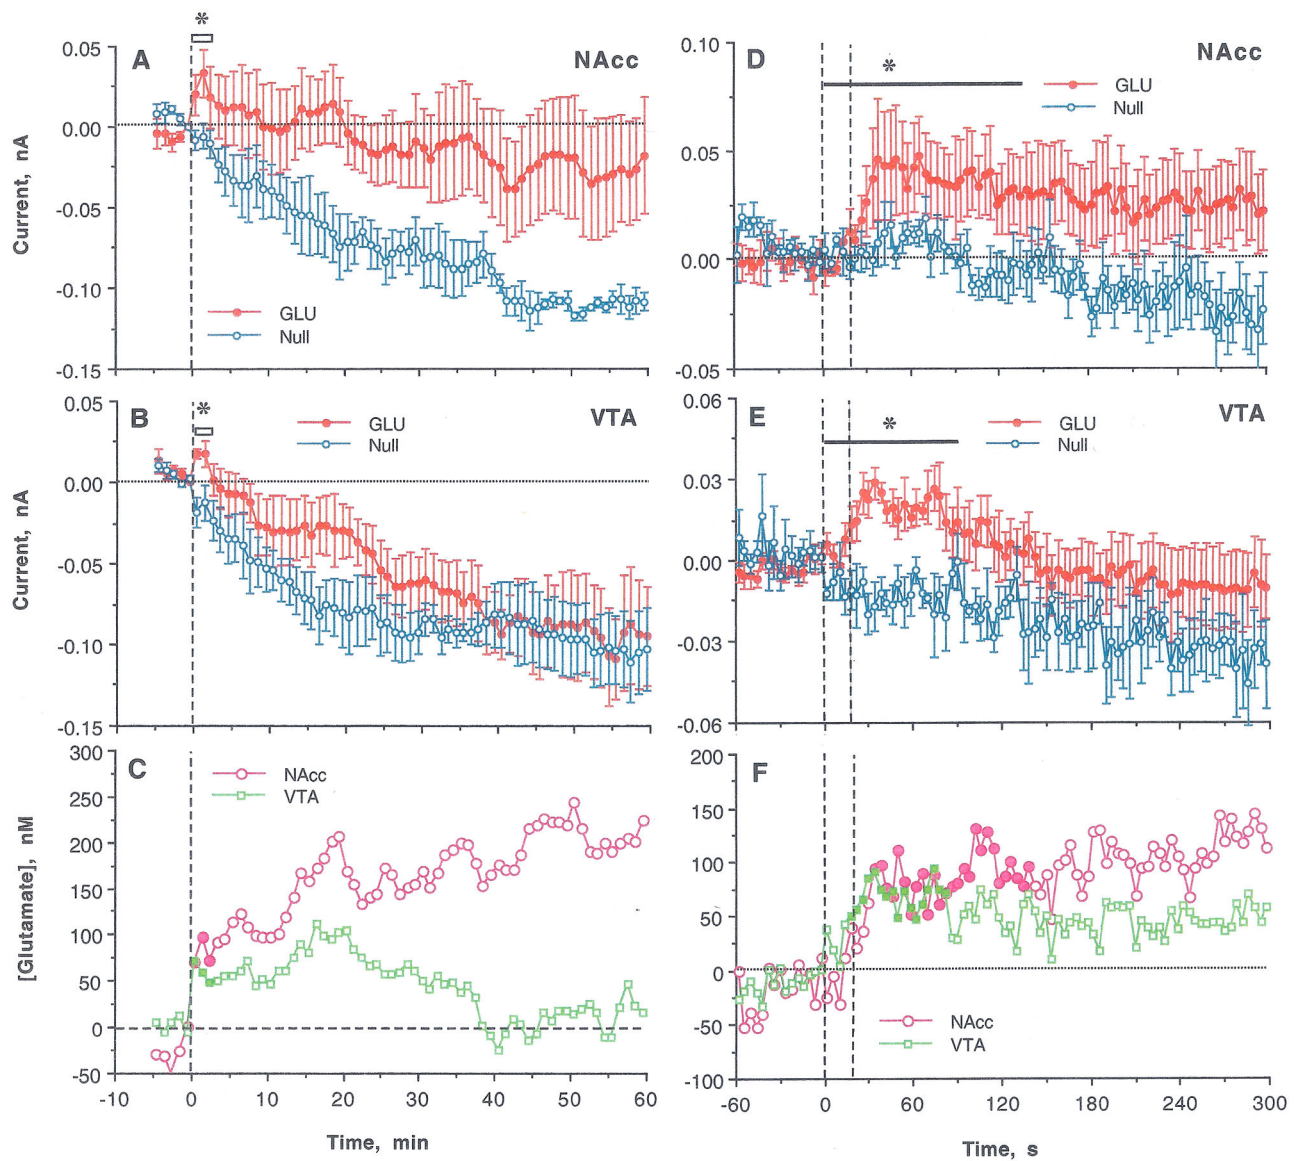 *
A
NAcc
0.05
0.00
-0.05
-0.10
-0.15
Current, nA
GLU
Null
*
D
NAcc
0.10
0.05
0.00
-0.05
GLU
Null
*
B
VTA
0.05
0.00
-0.05
-0.10
-0.15
Current, nA
GLU
Null
*
E
VTA
0.06
0.03
0.00
-0.03
-0.06
GLU
Null
C
300
250
200
150
100
50
0
-50
[Glutamate], nM
NAcc
VTA
-10 0 10 20 30 40 50 60
Time, min
F
200
150
100
50
0
-50
-100
NAcc
VTA
-60 0 60 120 180 240 300
Time, s